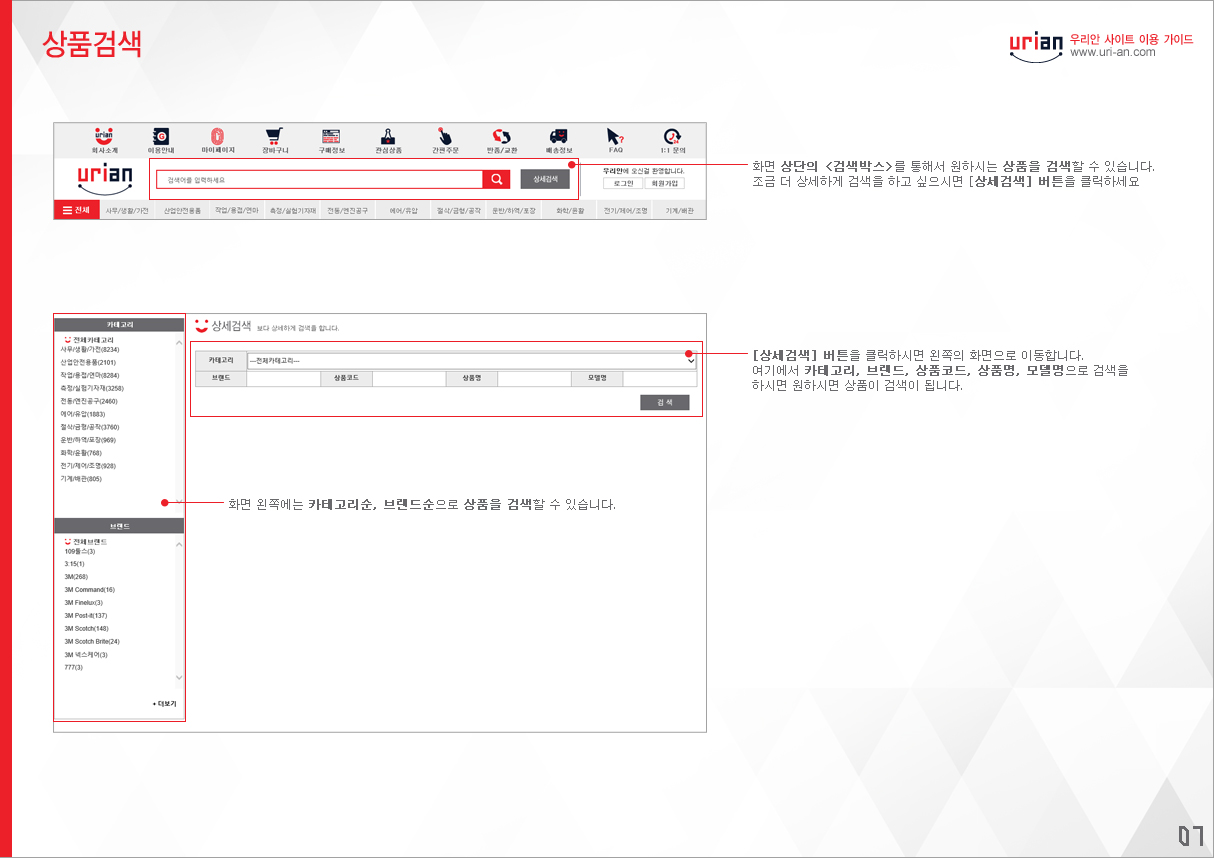 상품검색
urian 우리안 사이트 이용 가이드
www.uri-an.com
urian
회사소개 이용안내 마이페이지 장바구니 구매정보 관심상품 간편주문 반품/교환 배송정보 FAQ 1:1 문의
urian
검색어를 입력하세요
상세검색
우리안에 오신걸 환영합니다.
로그인 회원가입
전체 사무/생활/가전 산업안전용품 작업/용접/연마 측정/실험기자재 전동/엔진공구 에어/유압 절삭/금형/공작 운반/하역/포장 화학/윤활 전기/제어/조명 기계/배관
화면 상단의 <검색박스>를 통해서 원하시는 상품을 검색할 수 있습니다.
조금 더 상세하게 검색을 하고 싶으시면 [상세검색] 버튼을 클릭하세요
카테고리
전체카테고리
사무/생활/가전(8234)
산업안전용품(2101)
작업/용접/연마(8284)
측정/실험기자재(3258)
전동/엔진공구(2460)
에어/유압(1883)
절삭/금형/공작(3760)
운반/하역/포장(969)
화학/윤활(768)
전기/제어/조명(928)
기계/배관(805)
브랜드
전체브랜드
109툴스(3)
3:15(1)
3M(268)
3M Command(16)
3M Finelux(3)
3M Post-it(137)
3M Scotch(148)
3M Scotch Brite(24)
3M 넥스케어(3)
777(3)
+ 더보기
상세검색 보다 상세하게 검색을 합니다.
카테고리 ---전체카테고리---
브랜드 상품코드 상품명 모델명
검 색
[상세검색] 버튼을 클릭하시면 왼쪽의 화면으로 이동합니다.
여기에서 카테고리, 브랜드, 상품코드, 상품명, 모델명으로 검색을
하시면 원하시면 상품이 검색이 됩니다.
화면 왼쪽에는 카테고리순, 브랜드순으로 상품을 검색할 수 있습니다.
07